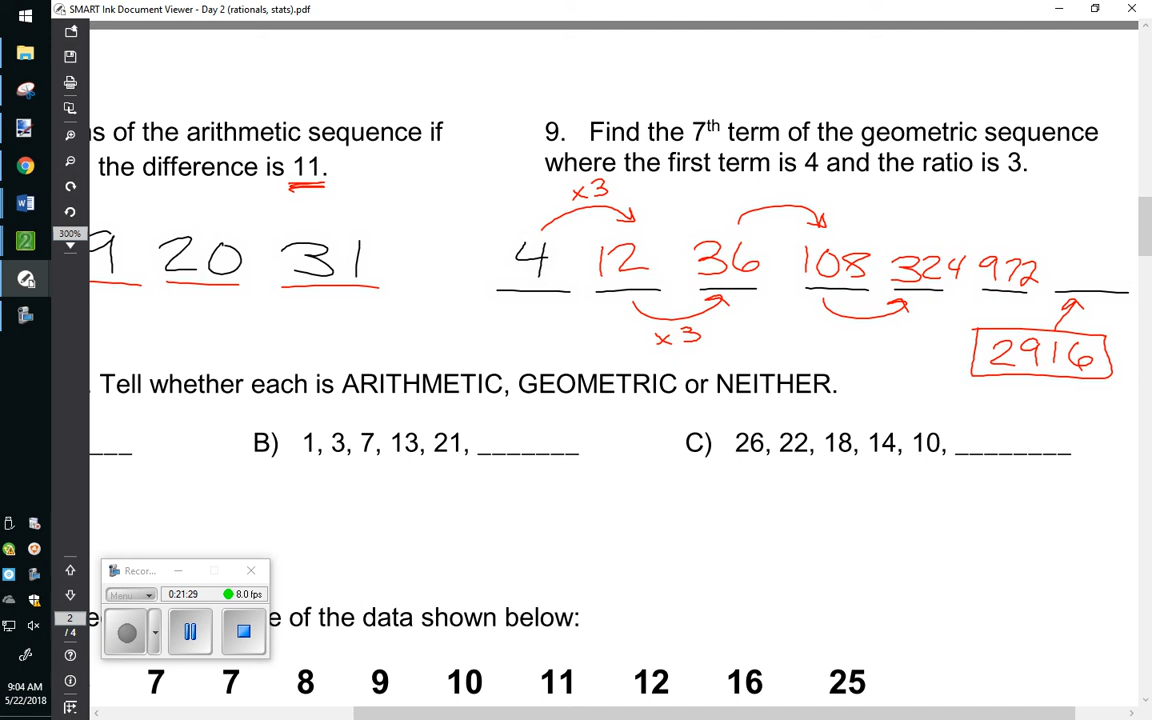 SMART Ink Document Viewer - Day 2 (rationals, stats).pdf
s of the arithmetic sequence if
the difference is 11.
9 20 31
9. Find the 7th term of the geometric sequence
where the first term is 4 and the ratio is 3.
x3
4 12 36 108 324 972
x3
2916
Tell whether each is ARITHMETIC, GEOMETRIC or NEITHER.
B) 1, 3, 7, 13, 21, _______
C) 26, 22, 18, 14, 10, ________
300%
Recor...
Menu
0:21:29
8.0 fps
e of the data shown below:
7 7 8 9 10 11 12 16 25
2
/ 4
9:04 AM
5/22/2018